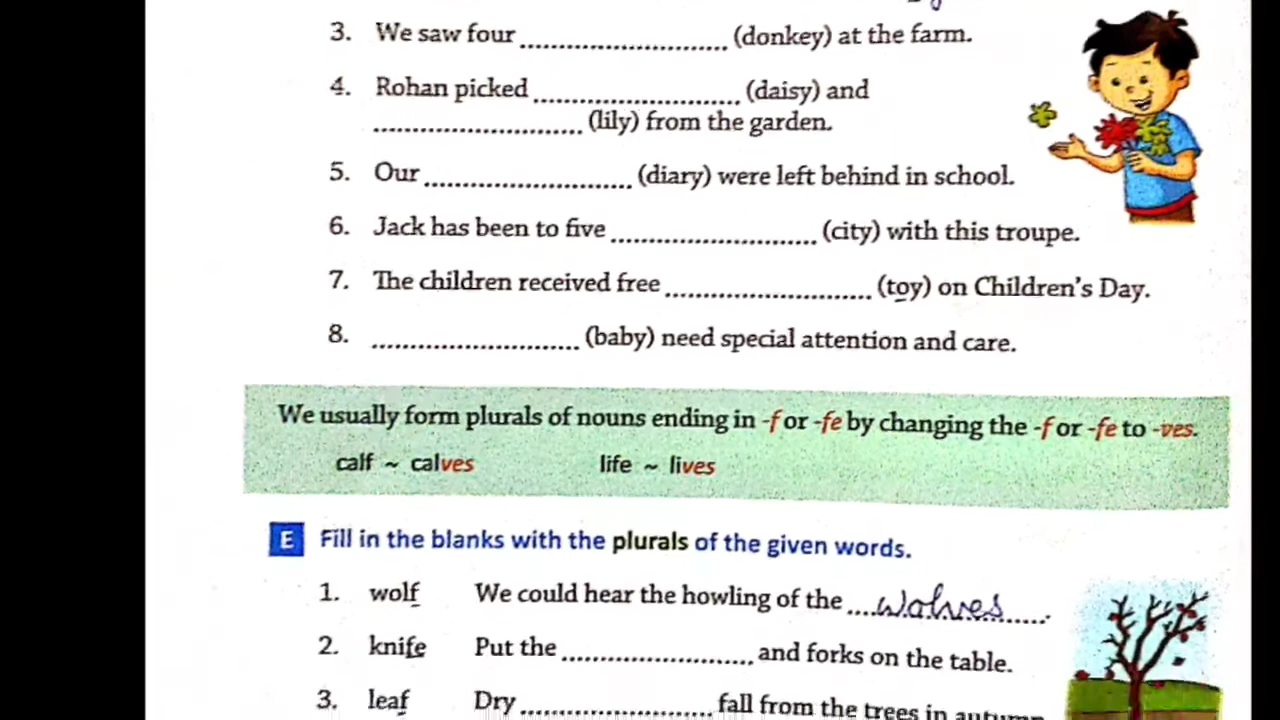 3. We saw four ........................ (donkey) at the farm.
4. Rohan picked ........................ (daisy) and
........................ (lily) from the garden.
5. Our ........................ (diary) were left behind in school.
6. Jack has been to five ........................ (city) with this troupe.
7. The children received free ........................ (toy) on Children's Day.
8. ........................ (baby) need special attention and care.
We usually form plurals of nouns ending in -f or -fe by changing the -f or -fe to -ves.
calf ~ calves life ~ lives
E Fill in the blanks with the plurals of the given words.
1. wolf We could hear the howling of the ....wolves.....
2. knife Put the ........................ and forks on the table.
3. leaf Dry ........................ fall from the trees in autumn